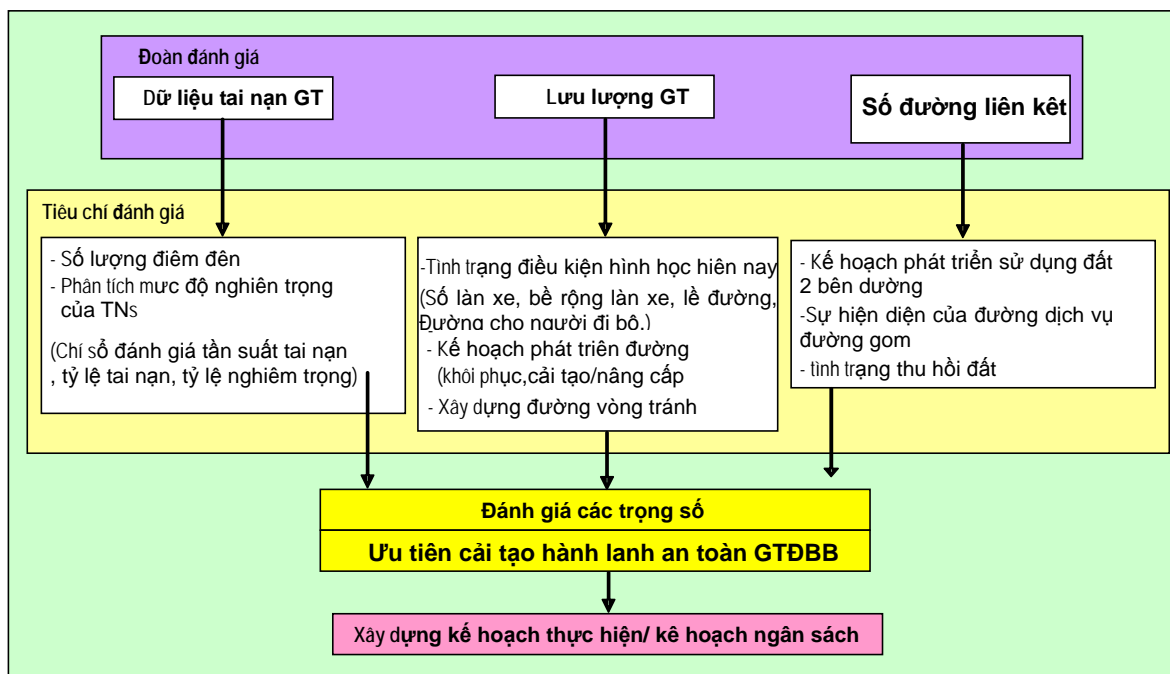 Đoàn đánh giá
Dữ liệu tai nạn GT
Lưu lượng GT
Số đường liên kêt
Tiêu chí đánh giá
- Số lượng điêm đên
- Phân tích mưc độ nghiên trọng
của TNs
(Chí sổ đánh giá tần suất tai nạn
, tỷ lệ tai nạn, tỷ lệ nghiêm trọng)
-Tình trạng điều kiện hình học hiên nay
(Số làn xe, bề rộng làn xe, lề đường,
Đường cho người đi bộ.)
- Kế hoạch phát triên đường
(khôi phục,cải tạo/nâng cấp
- Xây dựng đường vòng tránh
- Kế hoạch phát triển sử dụng đất
2 bên dường
-Sự hiện diện của đường dịch vụ
đường gom
- tình trạng thu hồi đất
Đánh giá các trọng số
Ưu tiên cải tạo hành lanh an toàn GTĐBB
Xây dựng kế hoạch thực hiện/ kê hoạch ngân sách